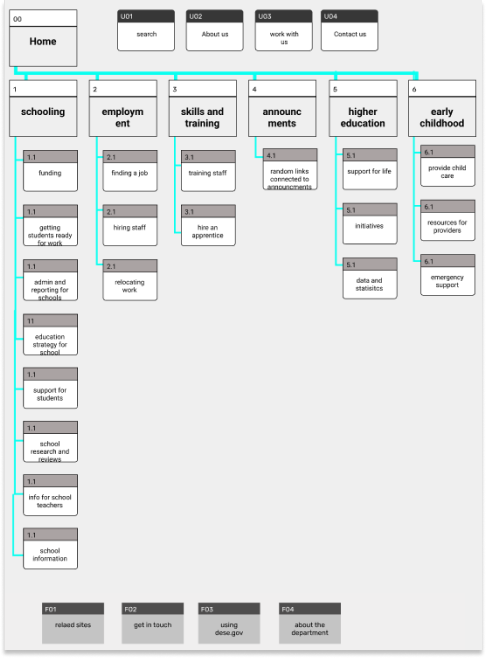 00
Home
U01
search
U02
About us
U03
work with
us
U04
Contact us
1
schooling
2
employm
ent
3
skills and
training
4
announc
ments
5
higher
education
6
early
childhood
1.1
funding
1.1
getting
students ready
for work
1.1
admin and
reporting for
schools
11
education
strategy for
school
1.1
support for
students
1.1
school
research and
reviews
1.1
info for school
teachers
1.1
school
information
2.1
finding a job
2.1
hiring staff
2.1
relocating
work
3.1
training staff
3.1
hire an
apprentice
4.1
random links
connected to
announcments
5.1
support for life
5.1
initiatives
5.1
data and
statisitcs
6.1
provide child
care
6.1
resources for
providers
6.1
emergency
support
F01
relaed sites
F02
get in touch
F03
using
dese.gov
F04
about the
department